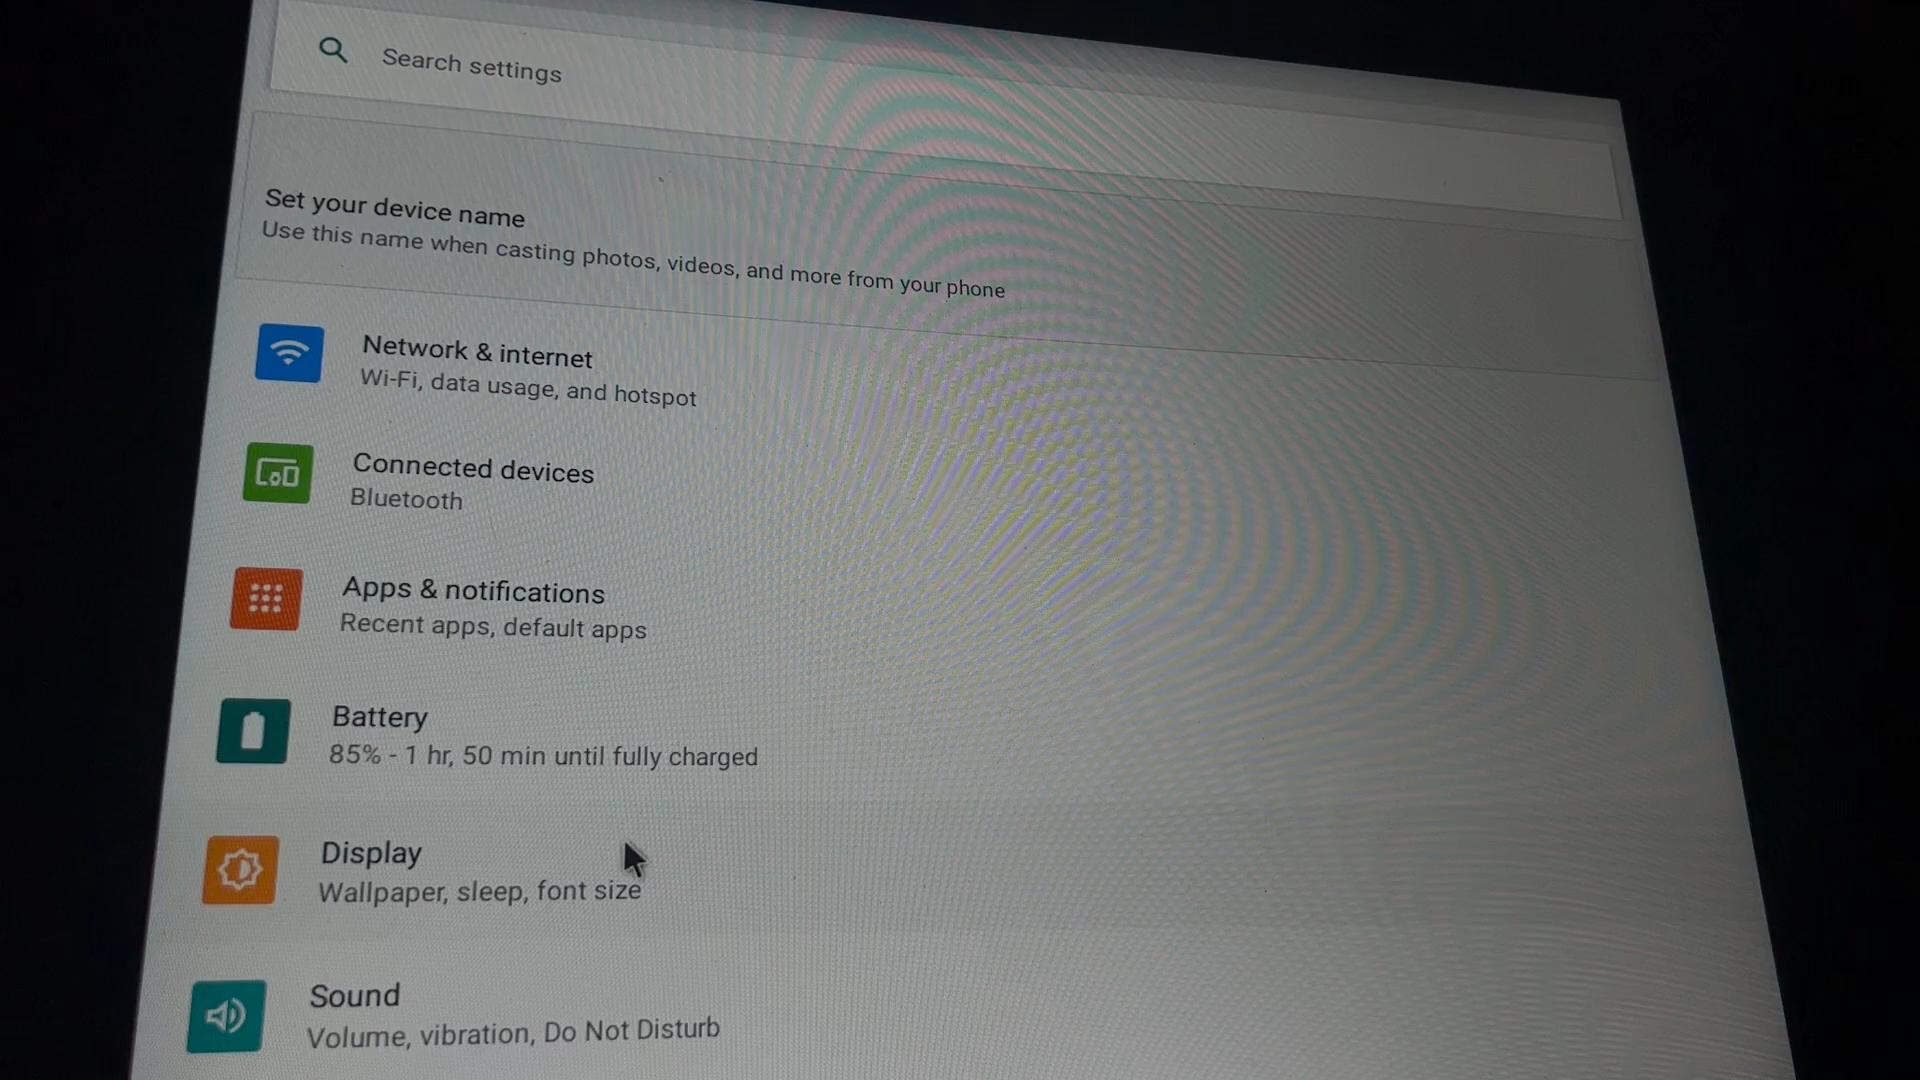 Search settings
Set your device name
Use this name when casting photos, videos, and more from your phone
Network & internet
Wi-Fi, data usage, and hotspot
Connected devices
Bluetooth
Apps & notifications
Recent apps, default apps
Battery
85% - 1 hr, 50 min until fully charged
Display
Wallpaper, sleep, font size
Sound
Volume, vibration, Do Not Disturb